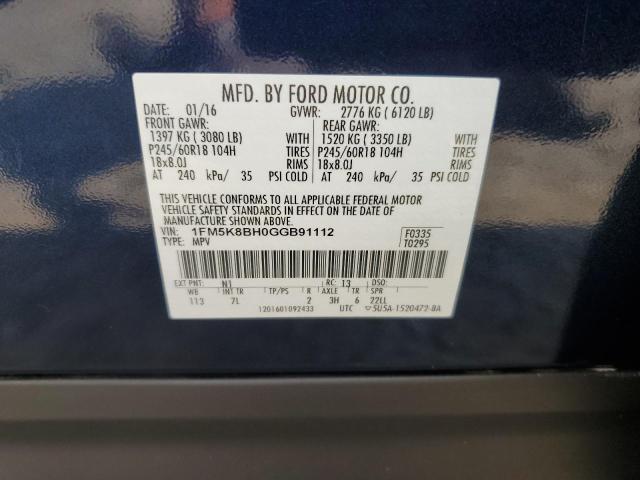 MFD. BY FORD MOTOR CO.
DATE: 01/16 GVWR: 2776 KG ( 6120 LB)
FRONT GAWR: REAR GAWR:
1397 KG ( 3080 LB) WITH 1520 KG ( 3350 LB) WITH
P245/60R18 104H TIRES P245/60R18 104H TIRES
18x8.0J RIMS 18x8.0J RIMS
AT 240 kPa/ 35 PSI COLD AT 240 kPa/ 35 PSI COLD
THIS VEHICLE CONFORMS TO ALL APPLICABLE FEDERAL MOTOR
VEHICLE SAFETY STANDARDS IN EFFECT ON THE DATE OF
MANUFACTURE SHOWN ABOVE.
VIN: 1FM5K8BH0GGB91112 F0335
TYPE: MPV T0295
EXT PNT: N1 RC: 13 DSO:
WB INT TR TP/PS R AXLE TR SPR
113 7L 2 3H 6 22LL
1201601092433 UTC 5U5A-1520472-BA